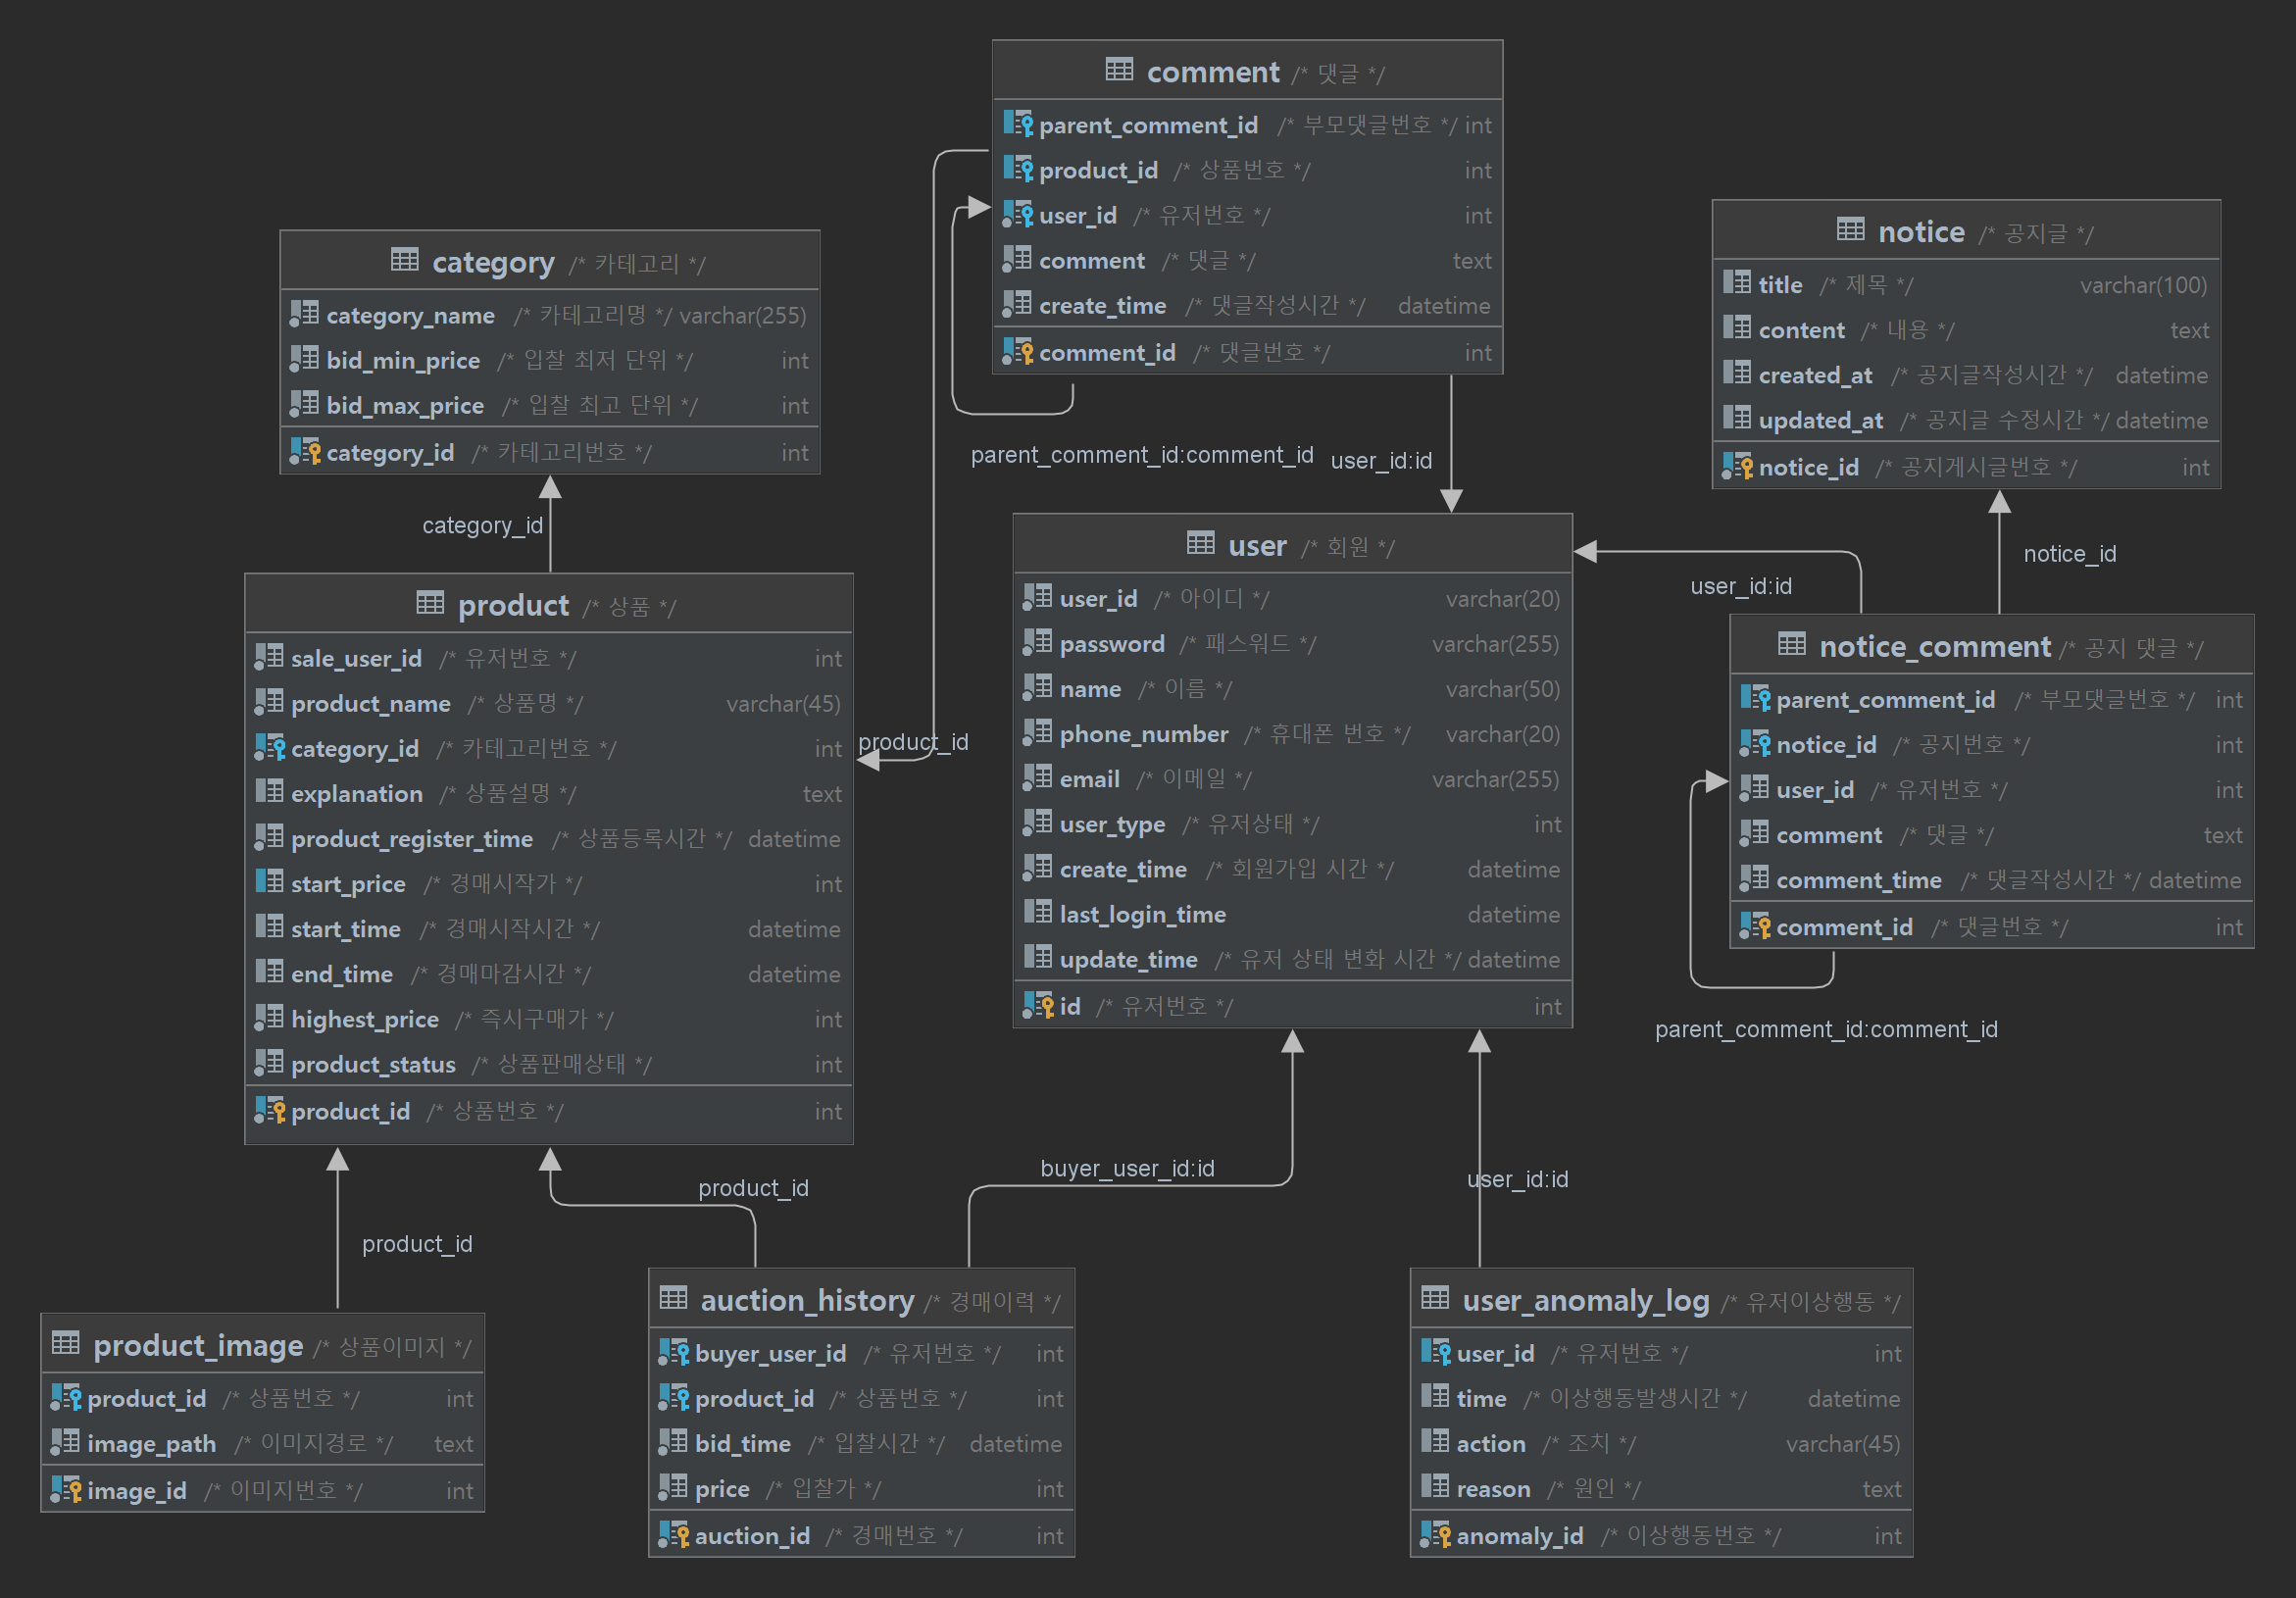 comment /* 댓글 */
parent_comment_id /* 부모댓글번호 */ int
product_id /* 상품번호 */ int
user_id /* 유저번호 */ int
comment /* 댓글 */ text
create_time /* 댓글작성시간 */ datetime
comment_id /* 댓글번호 */ int
parent_comment_id:comment_id
user_id:id
category /* 카테고리 */
category_name /* 카테고리명 */ varchar(255)
bid_min_price /* 입찰 최저 단위 */ int
bid_max_price /* 입찰 최고 단위 */ int
category_id /* 카테고리번호 */ int
category_id
notice /* 공지글 */
title /* 제목 */ varchar(100)
content /* 내용 */ text
created_at /* 공지글작성시간 */ datetime
updated_at /* 공지글 수정시간 */ datetime
notice_id /* 공지게시글번호 */ int
notice_id
user_id:id
product /* 상품 */
sale_user_id /* 유저번호 */ int
product_name /* 상품명 */ varchar(45)
category_id /* 카테고리번호 */ int
explanation /* 상품설명 */ text
product_register_time /* 상품등록시간 */ datetime
start_price /* 경매시작가 */ int
start_time /* 경매시작시간 */ datetime
end_time /* 경매마감시간 */ datetime
highest_price /* 즉시구매가 */ int
product_status /* 상품판매상태 */ int
product_id /* 상품번호 */ int
product_id
user /* 회원 */
user_id /* 아이디 */ varchar(20)
password /* 패스워드 */ varchar(255)
name /* 이름 */ varchar(50)
phone_number /* 휴대폰 번호 */ varchar(20)
email /* 이메일 */ varchar(255)
user_type /* 유저상태 */ int
create_time /* 회원가입 시간 */ datetime
last_login_time datetime
update_time /* 유저 상태 변화 시간 */ datetime
id /* 유저번호 */ int
notice_comment /* 공지 댓글 */
parent_comment_id /* 부모댓글번호 */ int
notice_id /* 공지번호 */ int
user_id /* 유저번호 */ int
comment /* 댓글 */ text
comment_time /* 댓글작성시간 */ datetime
comment_id /* 댓글번호 */ int
parent_comment_id:comment_id
product_id
product_id
buyer_user_id:id
user_id:id
product_image /* 상품이미지 */
product_id /* 상품번호 */ int
image_path /* 이미지경로 */ text
image_id /* 이미지번호 */ int
auction_history /* 경매이력 */
buyer_user_id /* 유저번호 */ int
product_id /* 상품번호 */ int
bid_time /* 입찰시간 */ datetime
price /* 입찰가 */ int
auction_id /* 경매번호 */ int
user_anomaly_log /* 유저이상행동 */
user_id /* 유저번호 */ int
time /* 이상행동발생시간 */ datetime
action /* 조치 */ varchar(45)
reason /* 원인 */ text
anomaly_id /* 이상행동번호 */ int